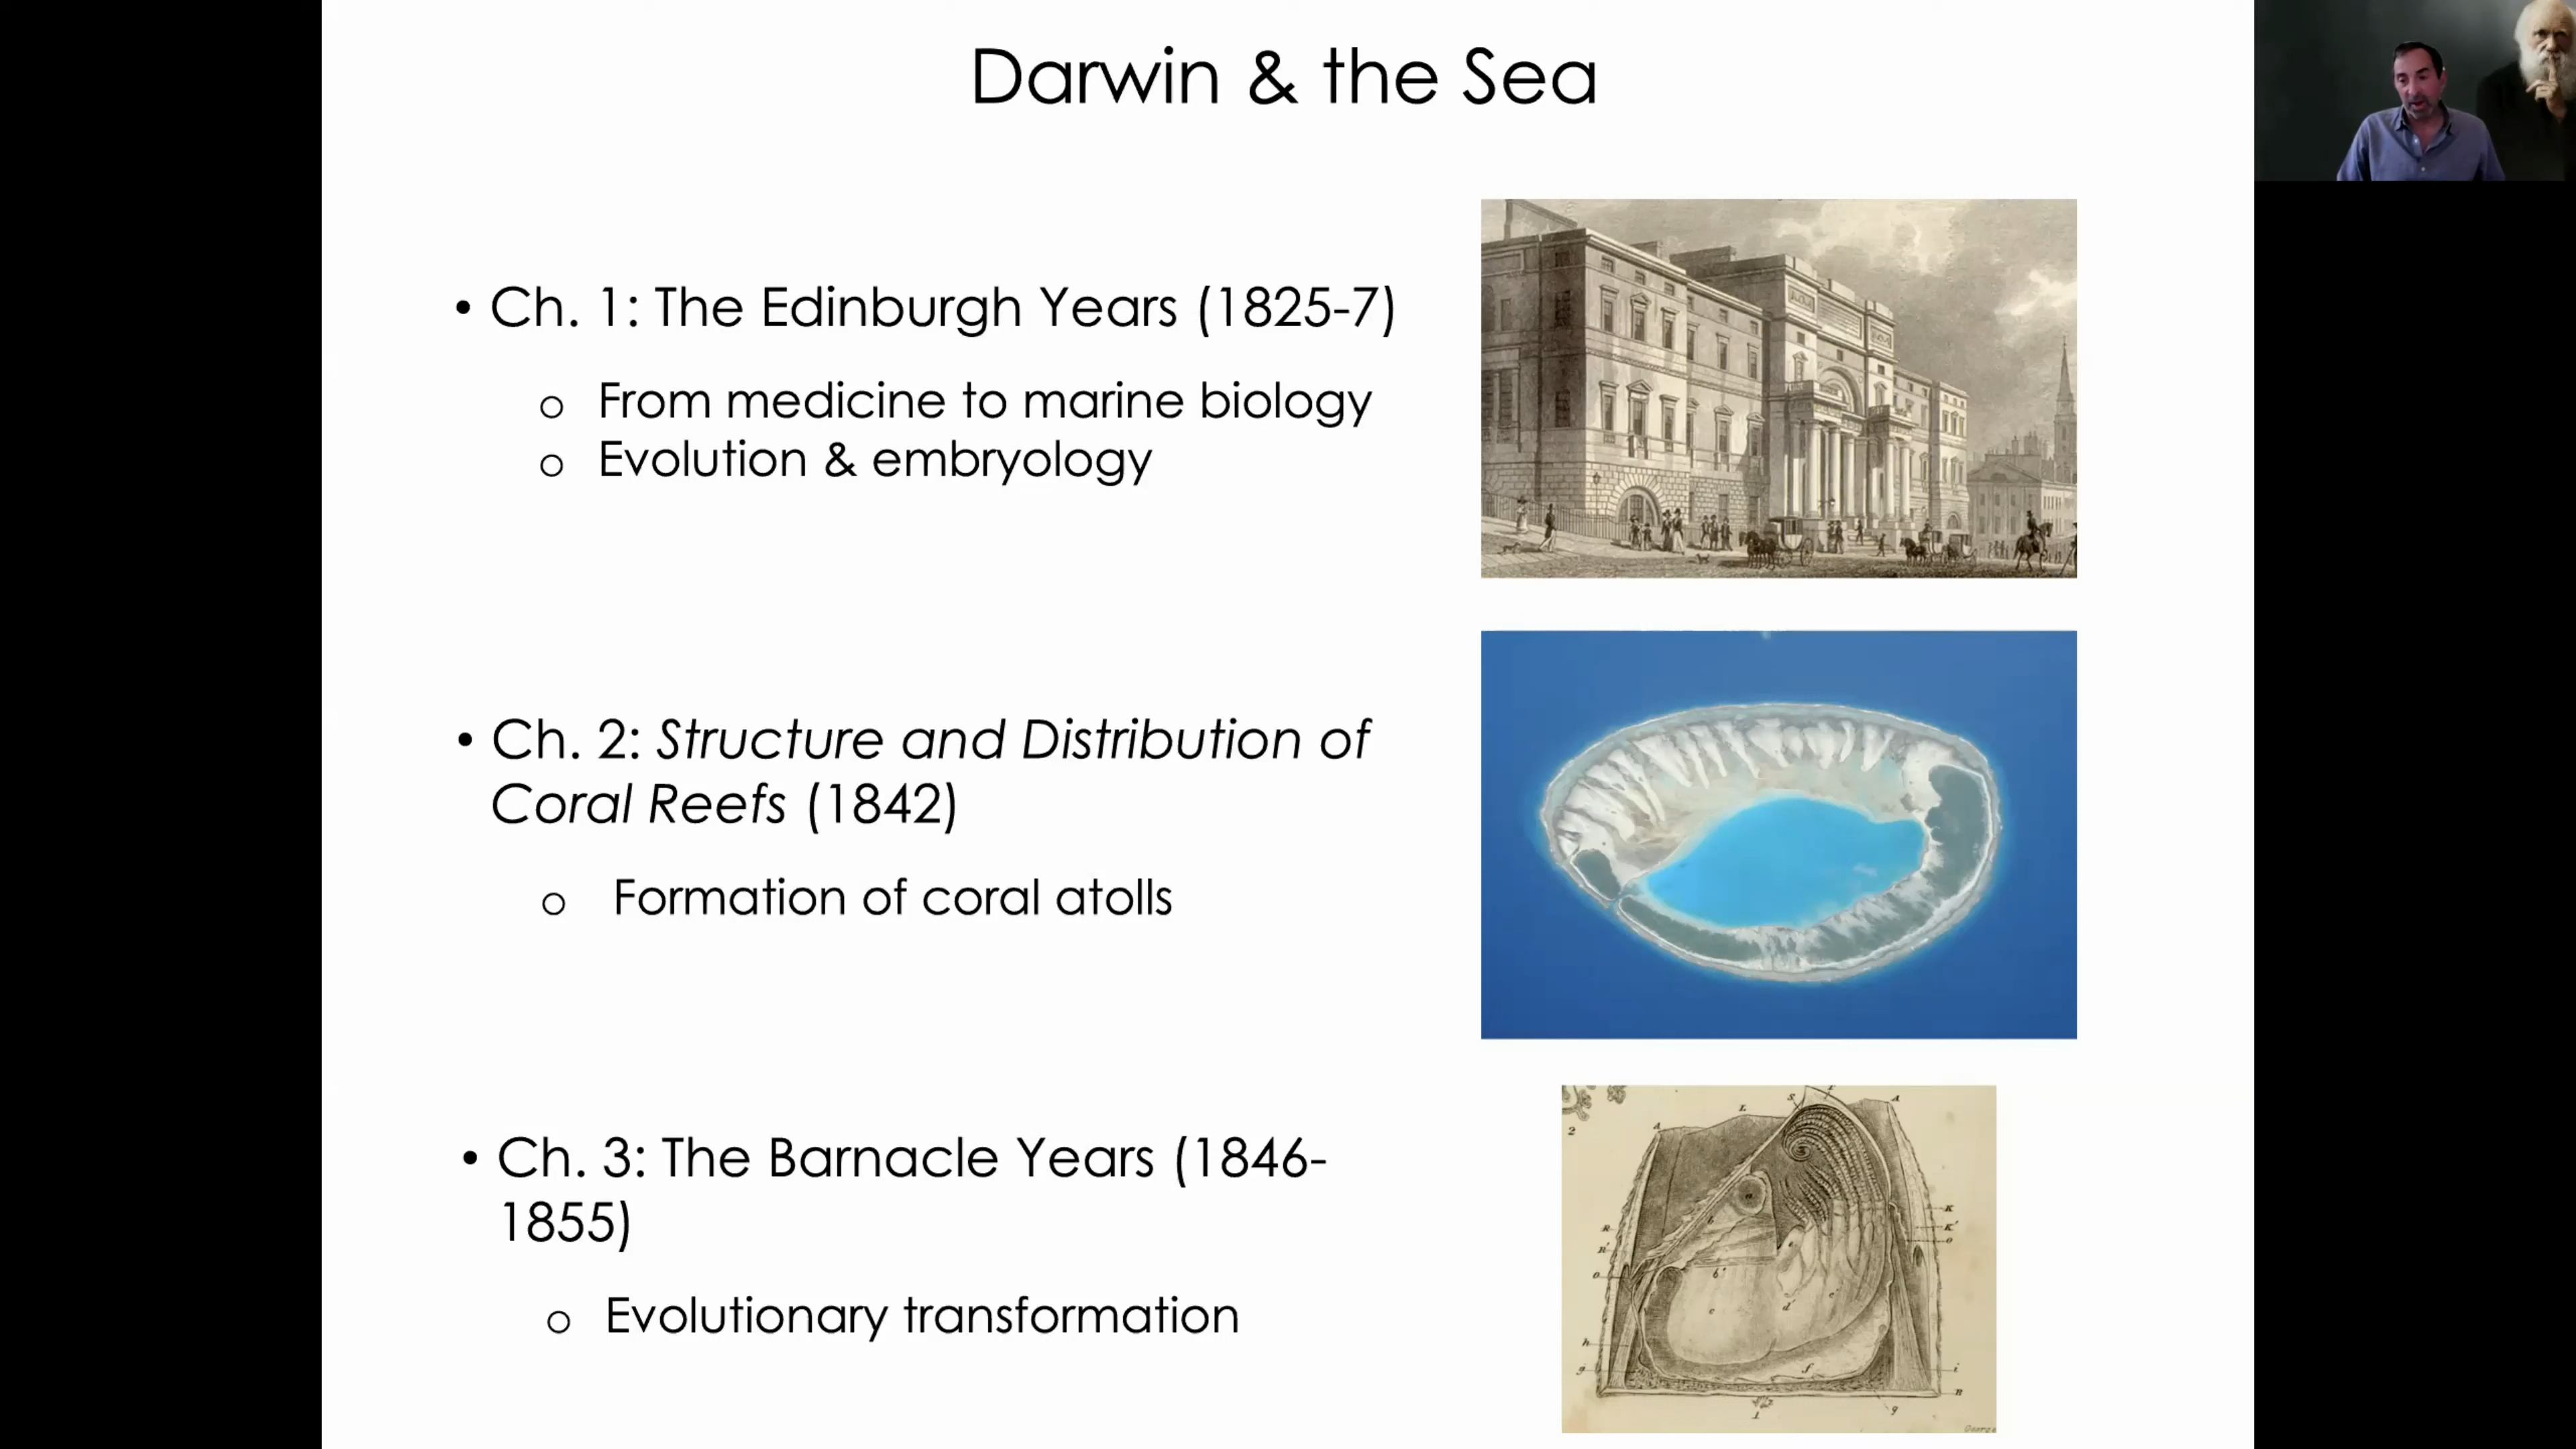 Darwin & the Sea
• Ch. 1: The Edinburgh Years (1825-7)
o From medicine to marine biology
o Evolution & embryology
• Ch. 2: Structure and Distribution of
Coral Reefs (1842)
o Formation of coral atolls
• Ch. 3: The Barnacle Years (1846-
1855)
o Evolutionary transformation
2
A
L
S
A
K
K'
O
R
R'
O
a
b
b'
c
d'
e'
h
g
f
i
B
g
1